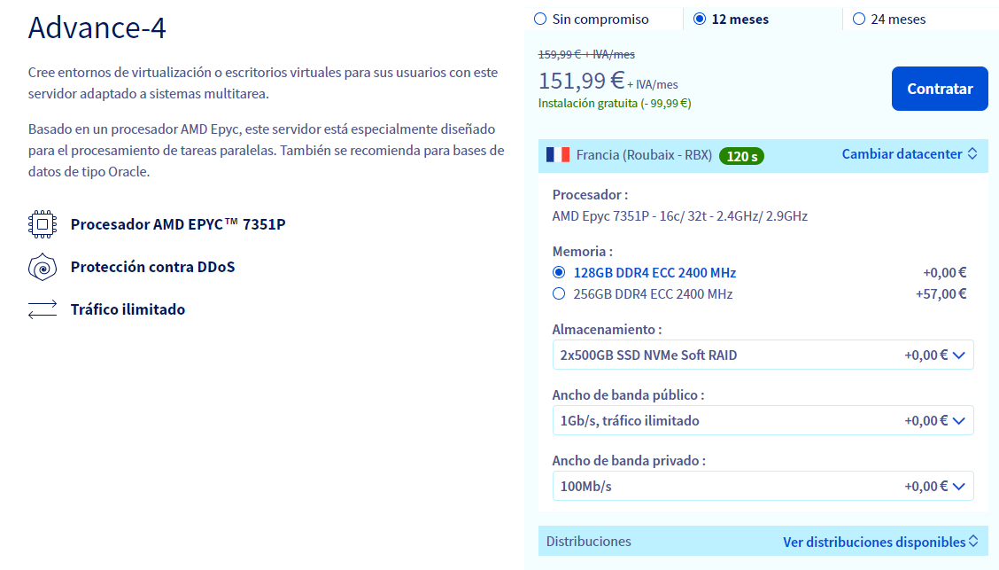 Advance-4
Cree entornos de virtualización o escritorios virtuales para sus usuarios con este
servidor adaptado a sistemas multitarea.
Basado en un procesador AMD Epyc, este servidor está especialmente diseñado
para el procesamiento de tareas paralelas. También se recomienda para bases de
datos de tipo Oracle.
Procesador AMD EPYC™ 7351P
Protección contra DDoS
Tráfico ilimitado
Sin compromiso
12 meses
24 meses
159,99 € + IVA/mes
151,99 € + IVA/mes
Instalación gratuita (- 99,99 €)
Contratar
Francia (Roubaix - RBX) 120 s
Cambiar datacenter
Procesador :
AMD Epyc 7351P - 16c/ 32t - 2.4GHz/ 2.9GHz
Memoria :
128GB DDR4 ECC 2400 MHz +0,00 €
256GB DDR4 ECC 2400 MHz +57,00 €
Almacenamiento :
2x500GB SSD NVMe Soft RAID +0,00 €
Ancho de banda público :
1Gb/s, tráfico ilimitado +0,00 €
Ancho de banda privado :
100Mb/s +0,00 €
Distribuciones
Ver distribuciones disponibles